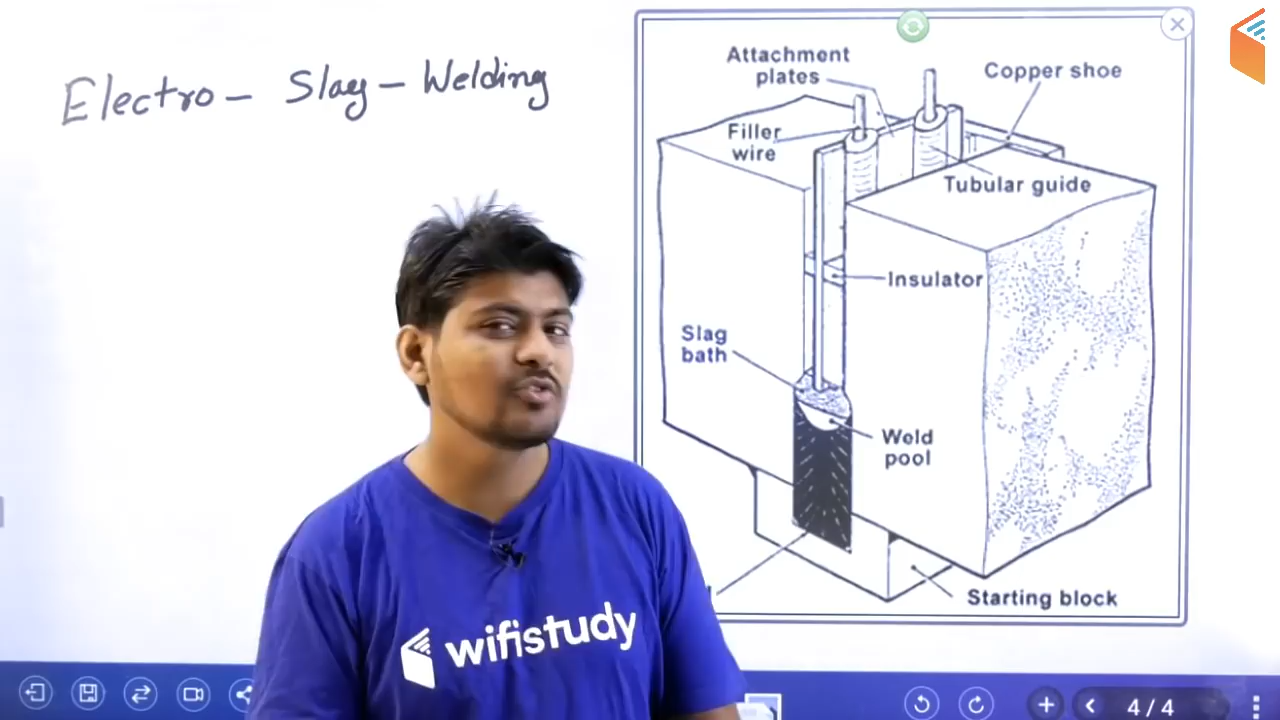 Electro - Slag - Welding
Attachment
plates
Copper shoe
Filler
wire
Tubular guide
Insulator
Slag
bath
Weld
pool
Starting block
wifistudy
4 / 4